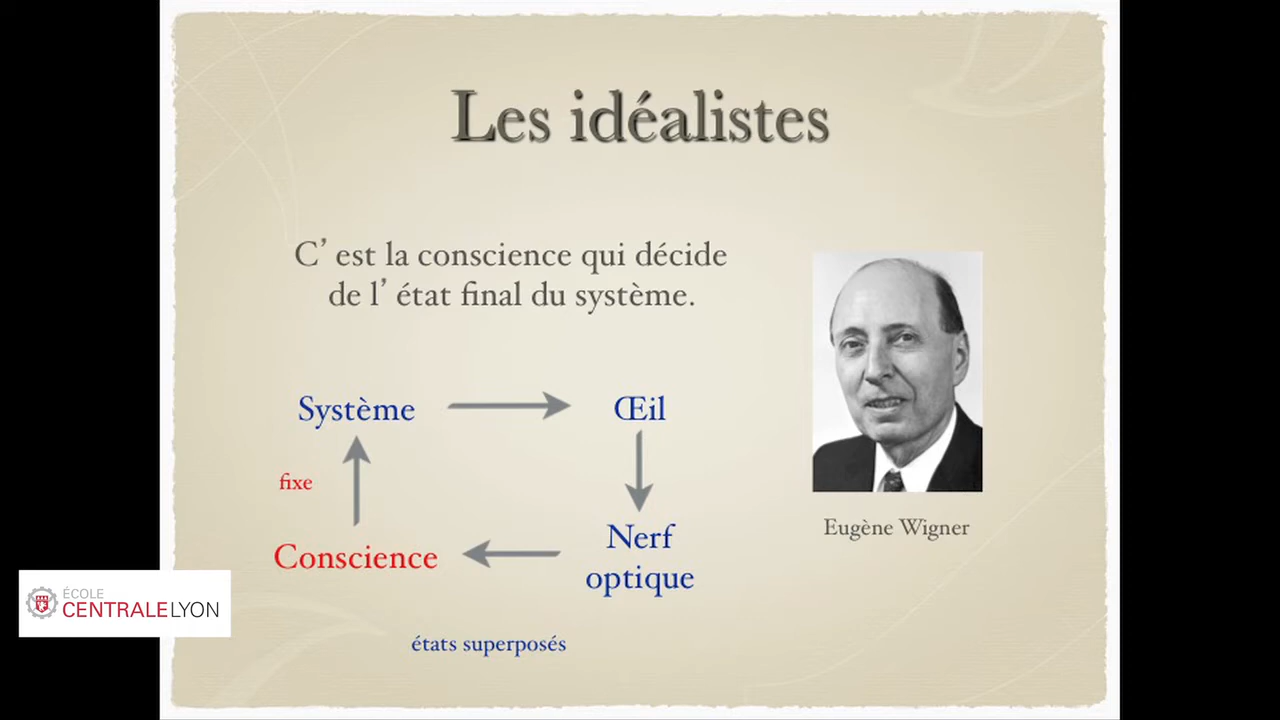 Les idéalistes
C’ est la conscience qui décide
de l’ état final du système.
Système
Œil
fixe
Conscience
Nerf
optique
états superposés
Eugène Wigner
ÉCOLE
CENTRALELYON